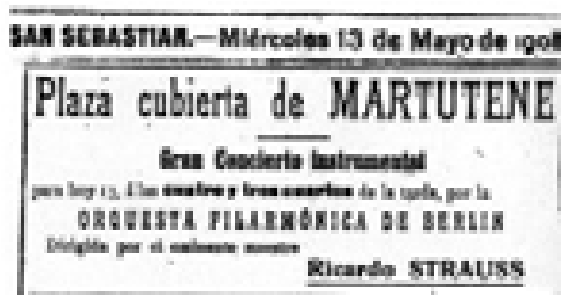 SAN SEBASTIAN.—Miércoles 13 de Mayo de 1908
Plaza cubierta de MARTUTENE
Gran Concierto Instrumental
para hoy 13, á las cuatro y tres cuartos de la tarde, por la
ORQUESTA FILARMÓNICA DE BERLIN
Dirigida por el eminente maestro
Ricardo STRAUSS